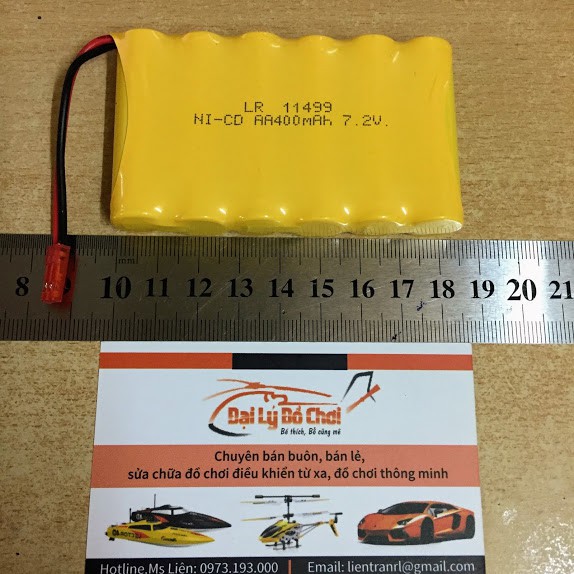 LR 11499
NI-CD AA400mAh 7.2V.
mm
8 9 10 11 12 13 14 15 16 17 18 19 20 21
Đại Lý Đồ Chơi
Bé thích, Bố cũng mê
Chuyên bán buôn, bán lẻ,
sửa chữa đồ chơi điều khiển từ xa, đồ chơi thông minh
Hotline.Ms Liên: 0973.193.000 | Email: lientranrl@gmail.com